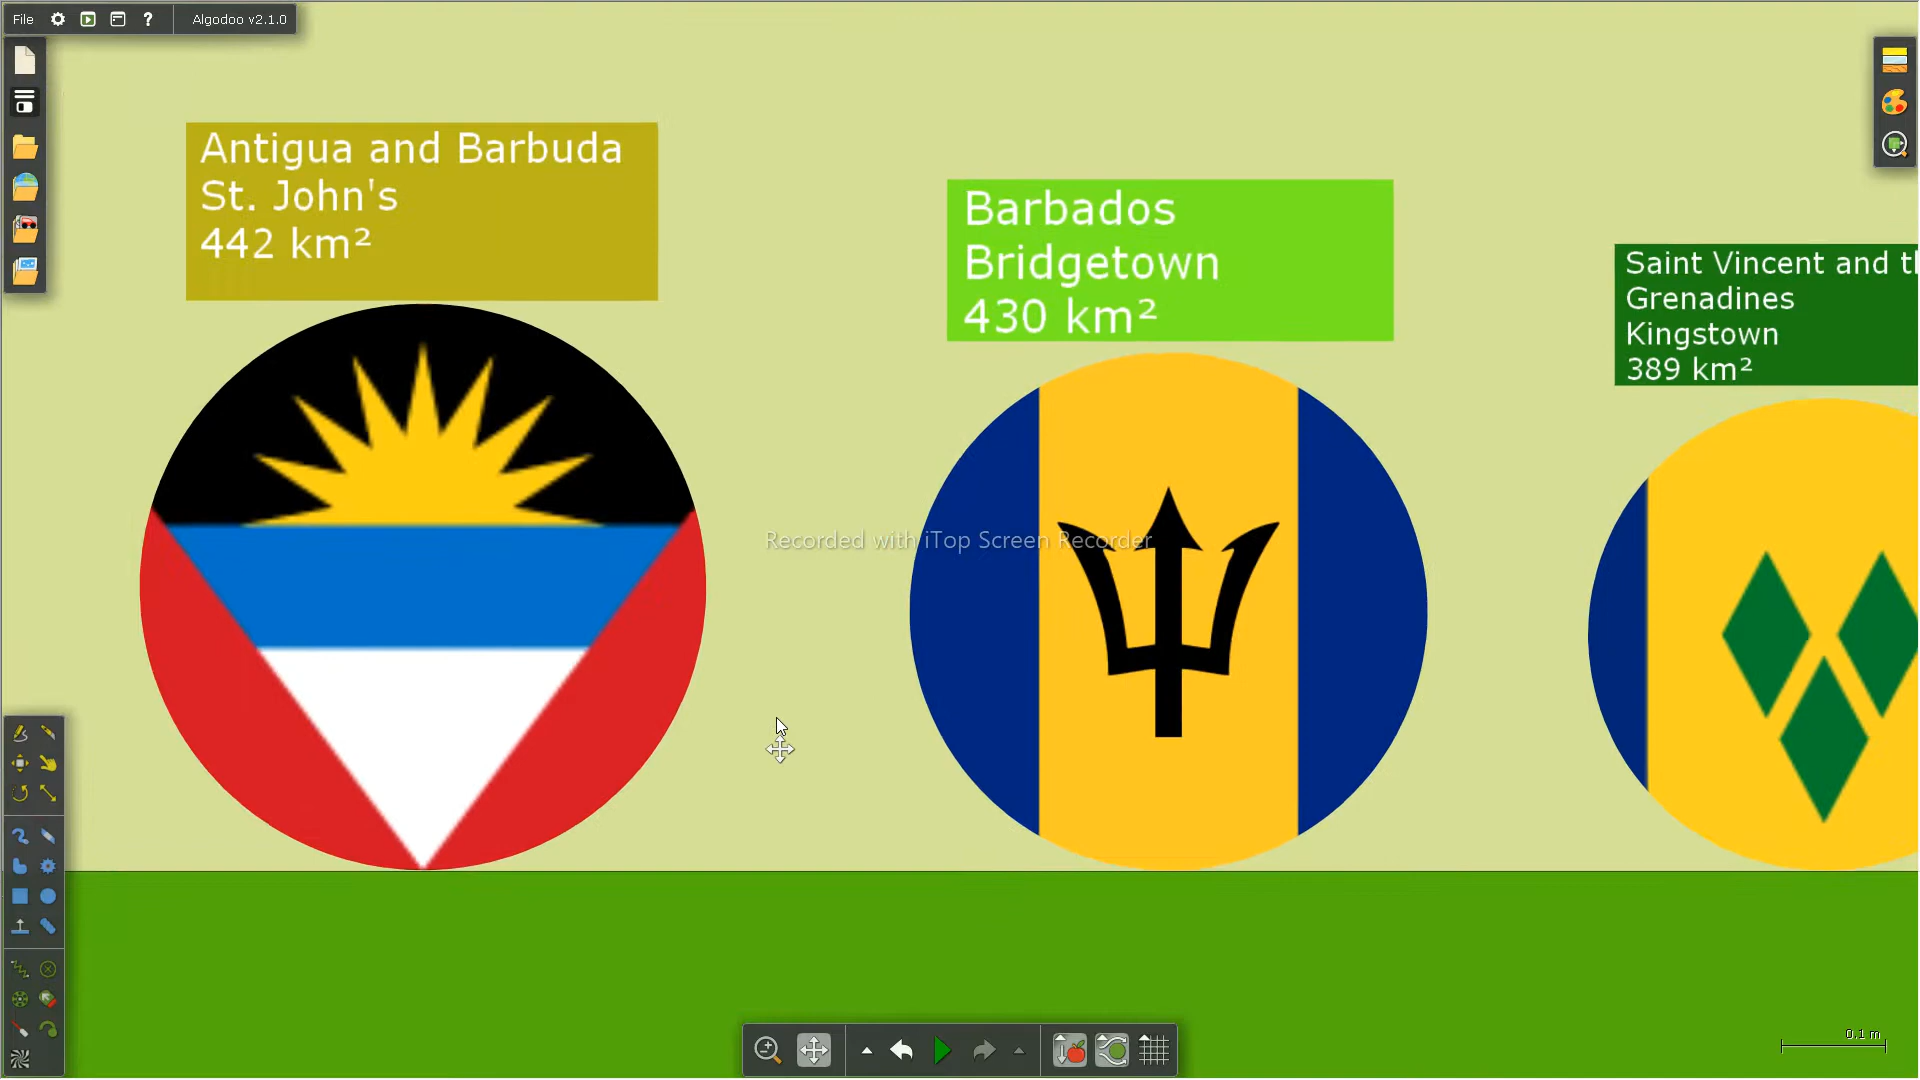 File
?
Algodoo v2.1.0
Antigua and Barbuda
St. John's
442 km²
Barbados
Bridgetown
430 km²
Saint Vincent and
Grenadines
Kingstown
389 km²
Recorded with iTop Screen Recorder
0.1 m